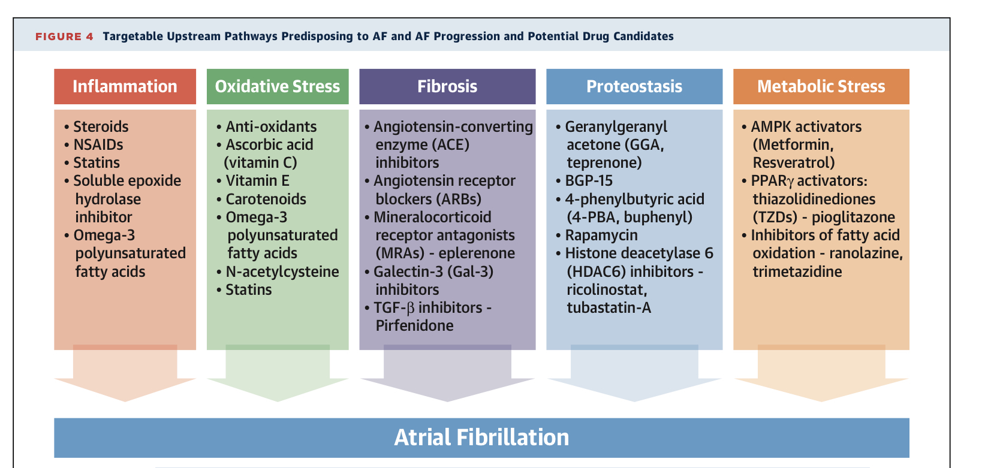 FIGURE 4 Targetable Upstream Pathways Predisposing to AF and AF Progression and Potential Drug Candidates
Inflammation
• Steroids
• NSAIDs
• Statins
• Soluble epoxide
hydrolase
inhibitor
• Omega-3
polyunsaturated
fatty acids
Oxidative Stress
• Anti-oxidants
• Ascorbic acid
(vitamin C)
• Vitamin E
• Carotenoids
• Omega-3
polyunsaturated
fatty acids
• N-acetylcysteine
• Statins
Fibrosis
• Angiotensin-converting
enzyme (ACE)
inhibitors
• Angiotensin receptor
blockers (ARBs)
• Mineralocorticoid
receptor antagonists
(MRAs) - eplerenone
• Galectin-3 (Gal-3)
inhibitors
• TGF-β inhibitors -
Pirfenidone
Proteostasis
• Geranylgeranyl
acetone (GGA,
teprenone)
• BGP-15
• 4-phenylbutyric acid
(4-PBA, buphenyl)
• Rapamycin
• Histone deacetylase 6
(HDAC6) inhibitors -
ricolinostat,
tubastatin-A
Metabolic Stress
• AMPK activators
(Metformin,
Resveratrol)
• PPARγ activators:
thiazolidinediones
(TZDs) - pioglitazone
• Inhibitors of fatty acid
oxidation - ranolazine,
trimetazidine
Atrial Fibrillation